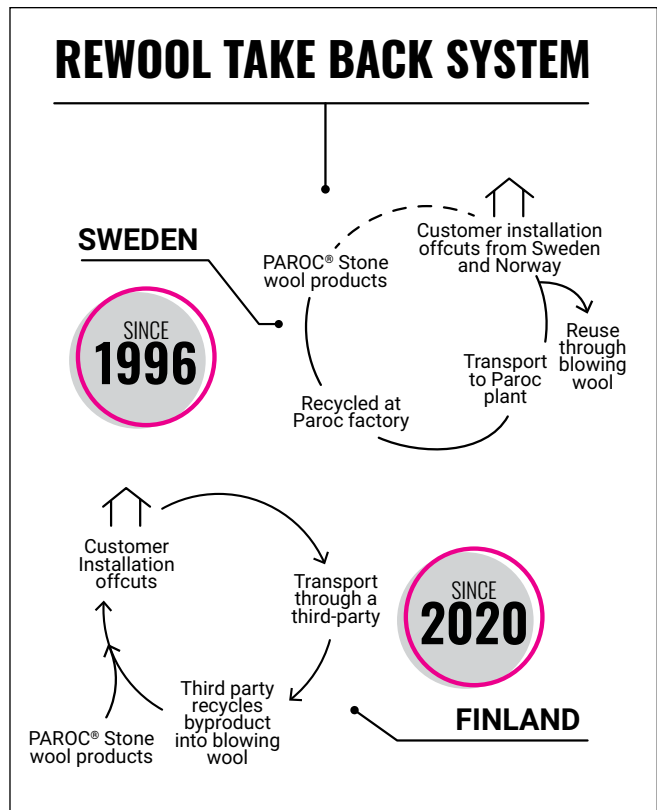 REWOOL TAKE BACK SYSTEM
SWEDEN
SINCE
1996
PAROC® Stone
wool products
Customer installation
offcuts from Sweden
and Norway
Reuse
through
blowing
wool
Transport
to Paroc
plant
Recycled at
Paroc factory
Customer
Installation
offcuts
Transport
through a
third-party
SINCE
2020
Third party
recycles
byproduct
into blowing
wool
PAROC® Stone
wool products
FINLAND